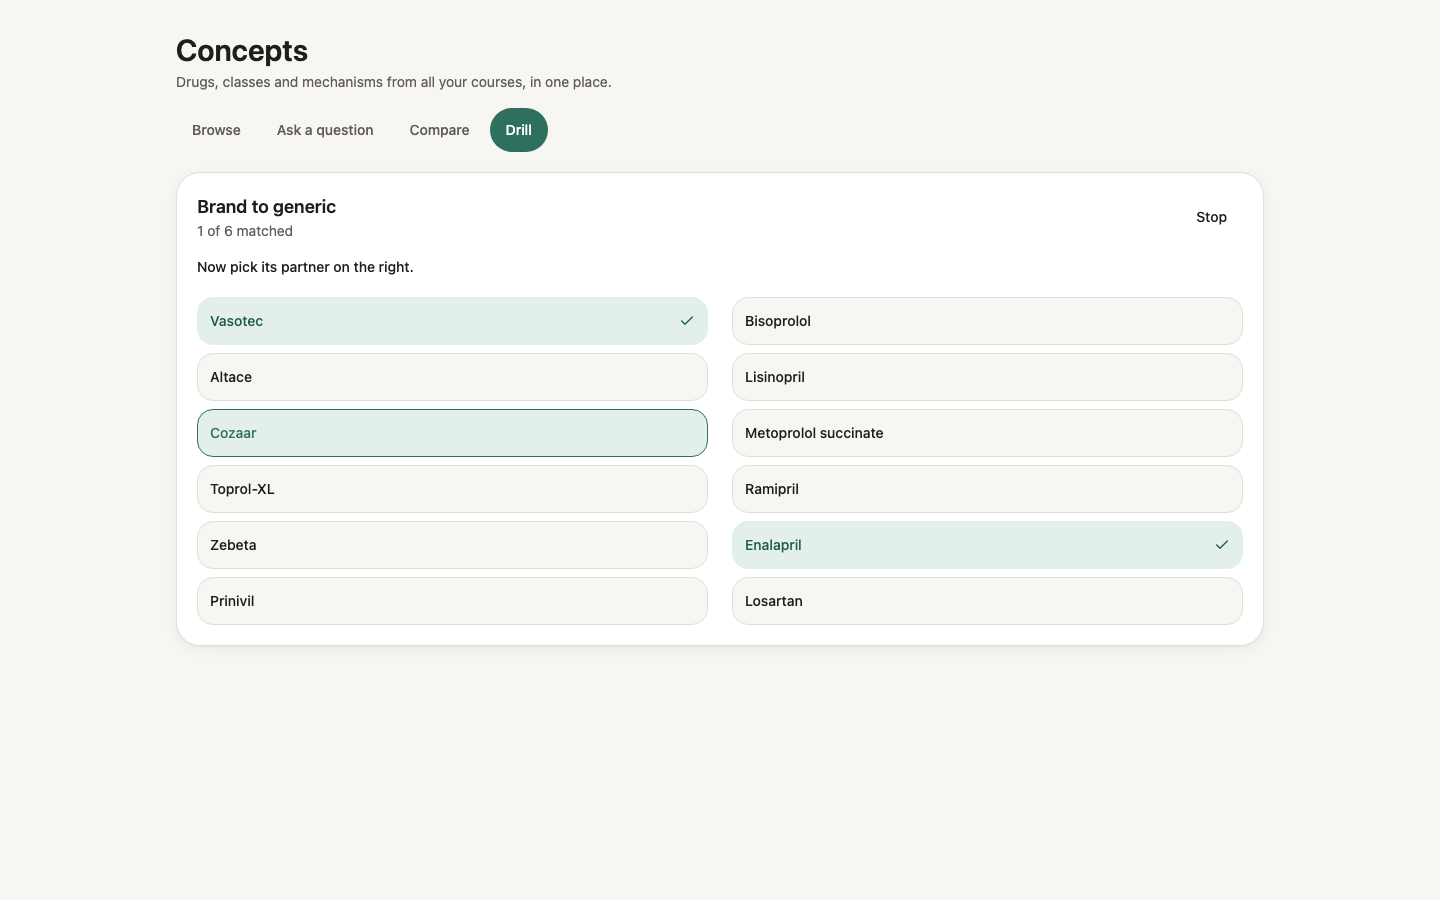 Concepts
Drugs, classes and mechanisms from all your courses, in one place.
Browse
Ask a question
Compare
Drill
Brand to generic
1 of 6 matched
Stop
Now pick its partner on the right.
Vasotec
Bisoprolol
Altace
Lisinopril
Cozaar
Metoprolol succinate
Toprol-XL
Ramipril
Zebeta
Enalapril
Prinivil
Losartan